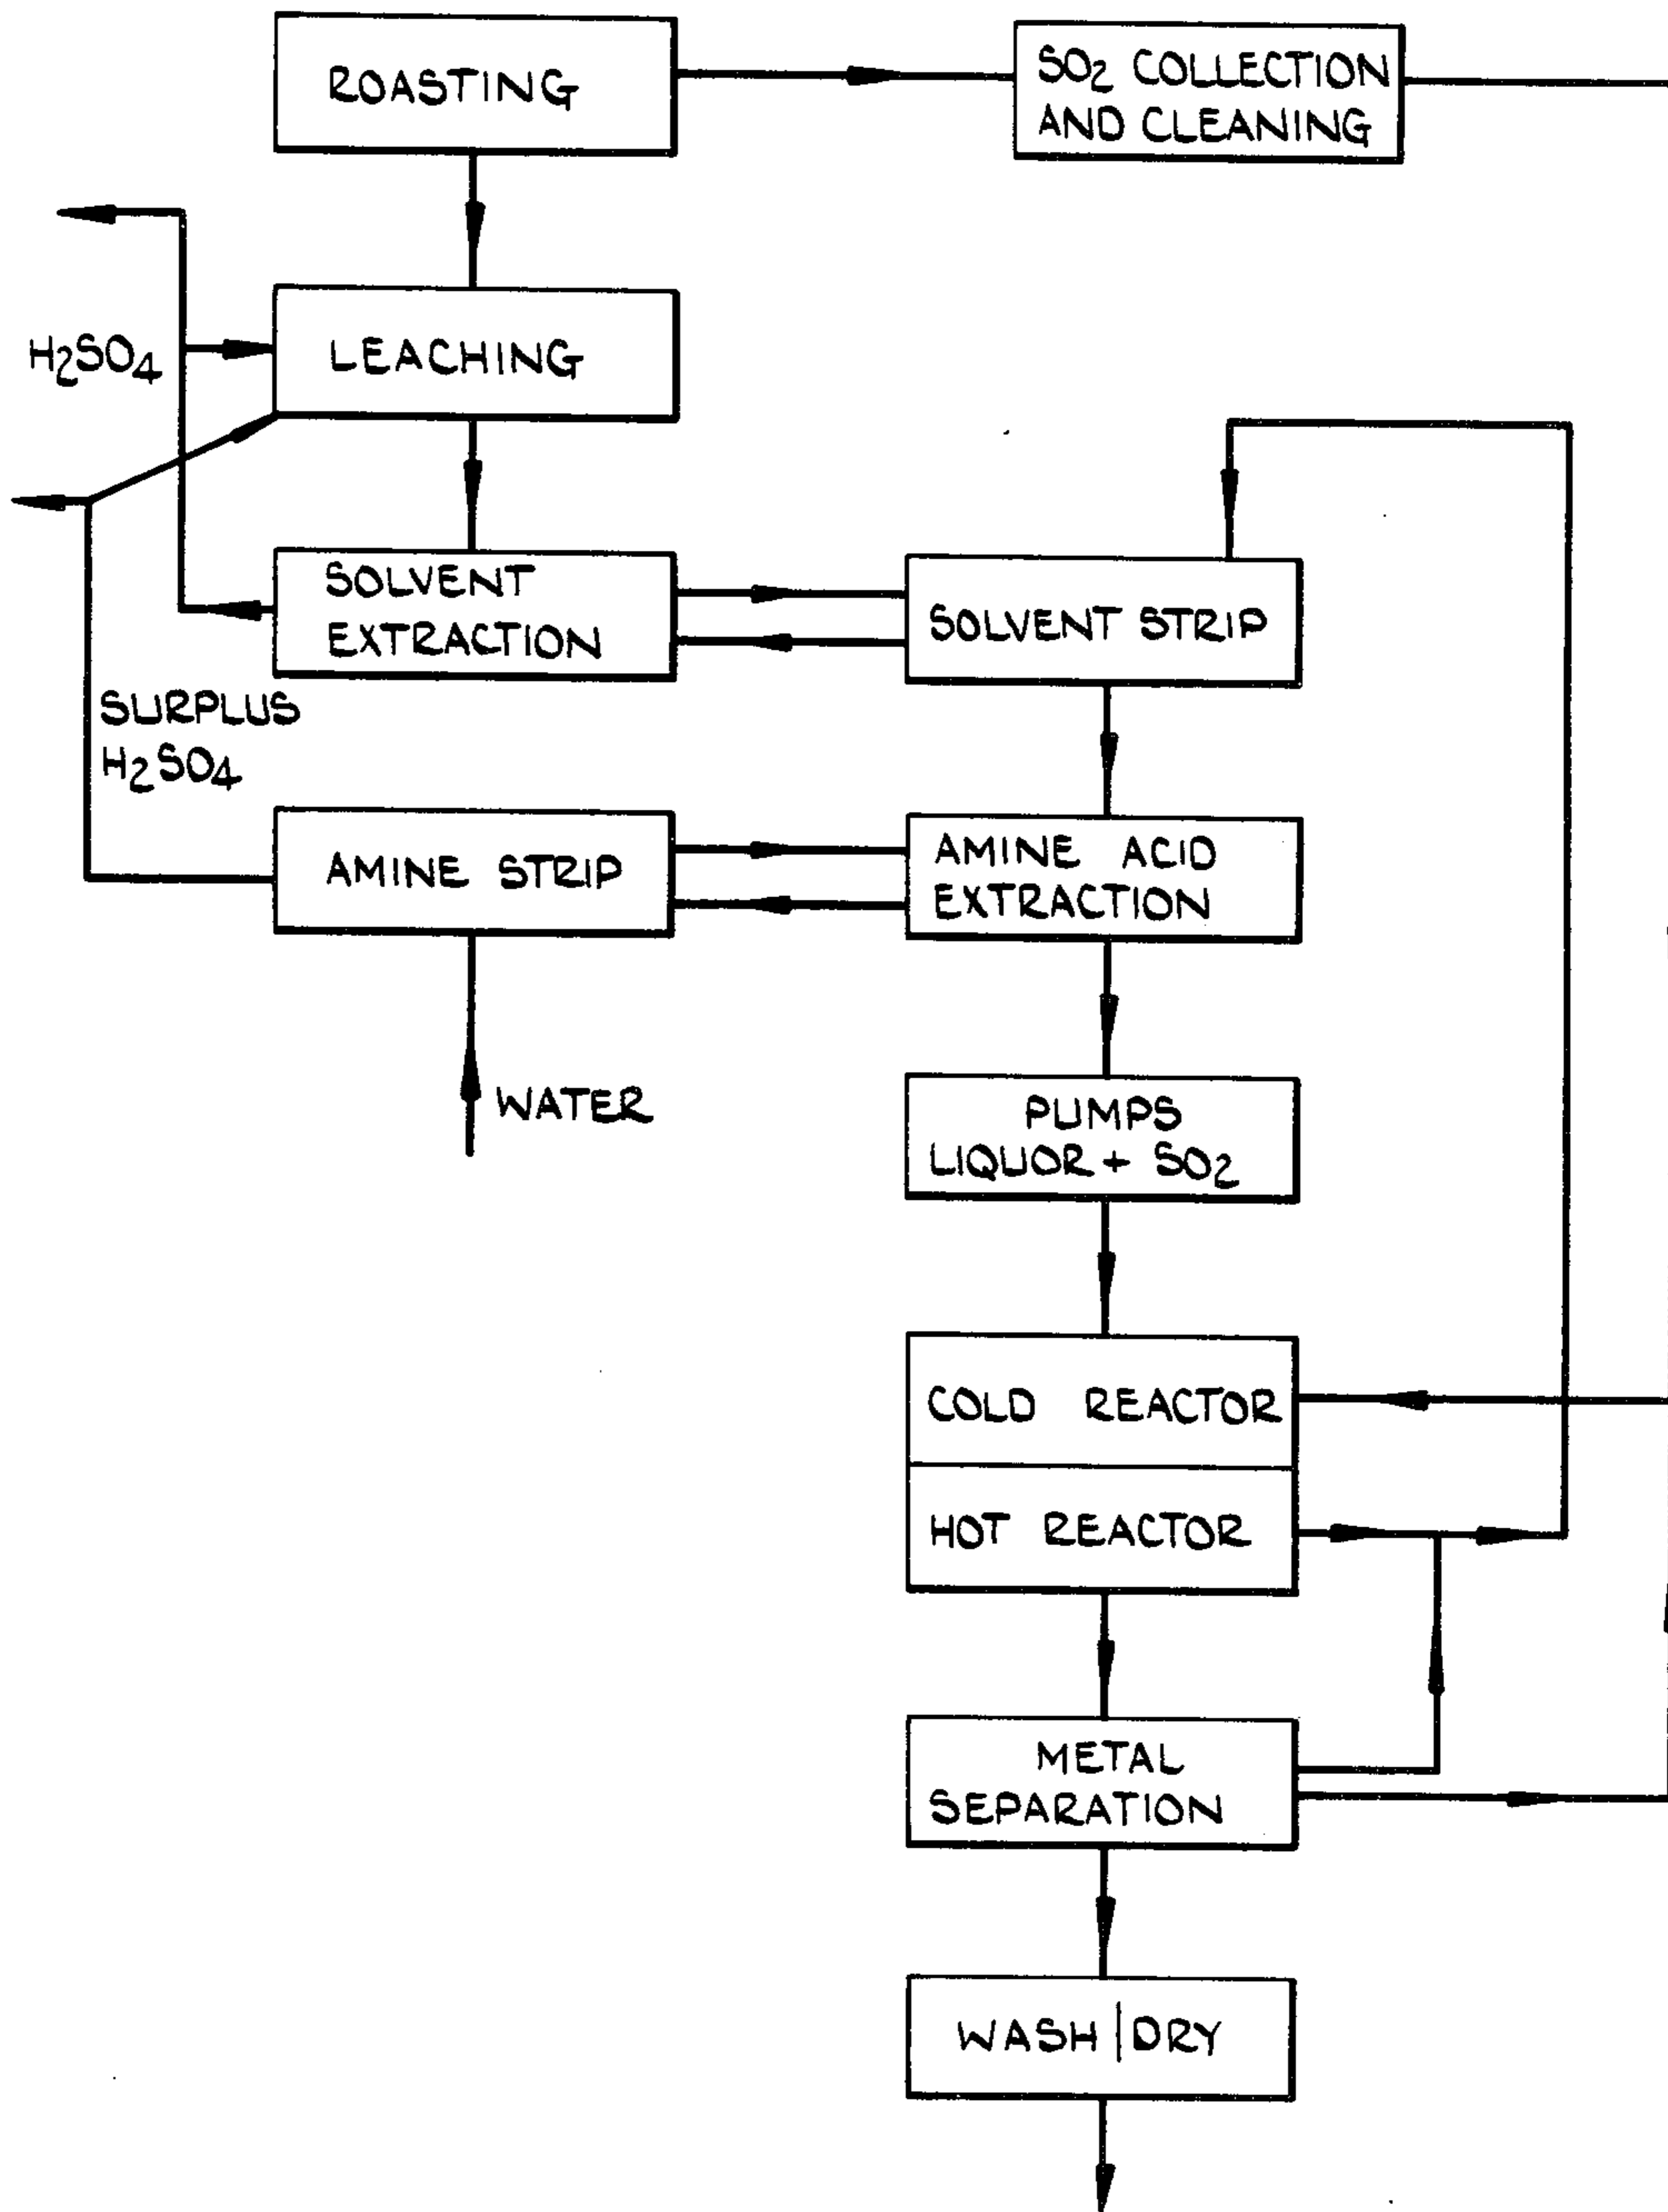 ROASTING
SO₂ COLLECTION
AND CLEANING
H₂SO₄
LEACHING
SOLVENT
EXTRACTION
SOLVENT STRIP
SURPLUS
H₂SO₄
AMINE STRIP
AMINE ACID
EXTRACTION
WATER
PUMPS
LIQUOR + SO₂
COLD REACTOR
HOT REACTOR
METAL
SEPARATION
WASH | DRY